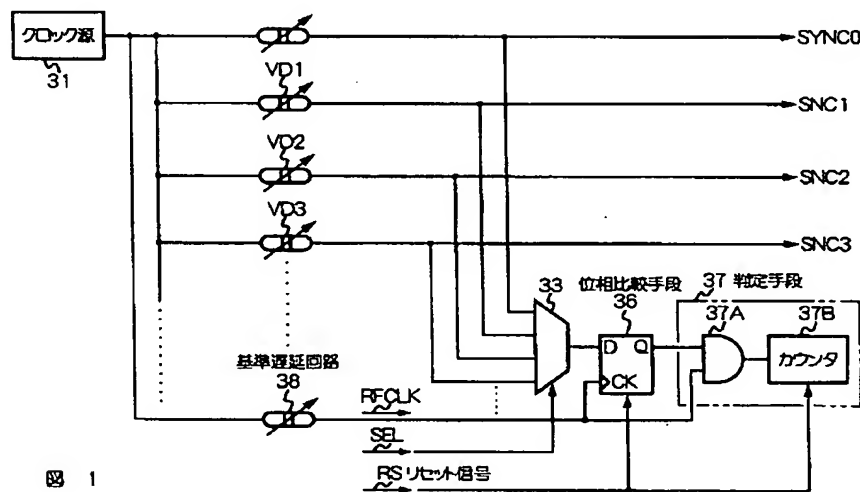 クロック源
31
SYNC0
VD1
SNC1
VD2
SNC2
VD3
SNC3
33
位相比較手段
36
37 判定手段
37A
37B
D Q
CK
カウンタ
基準遅延回路
38
RFCLK
SEL
RSリセット信号
図 1